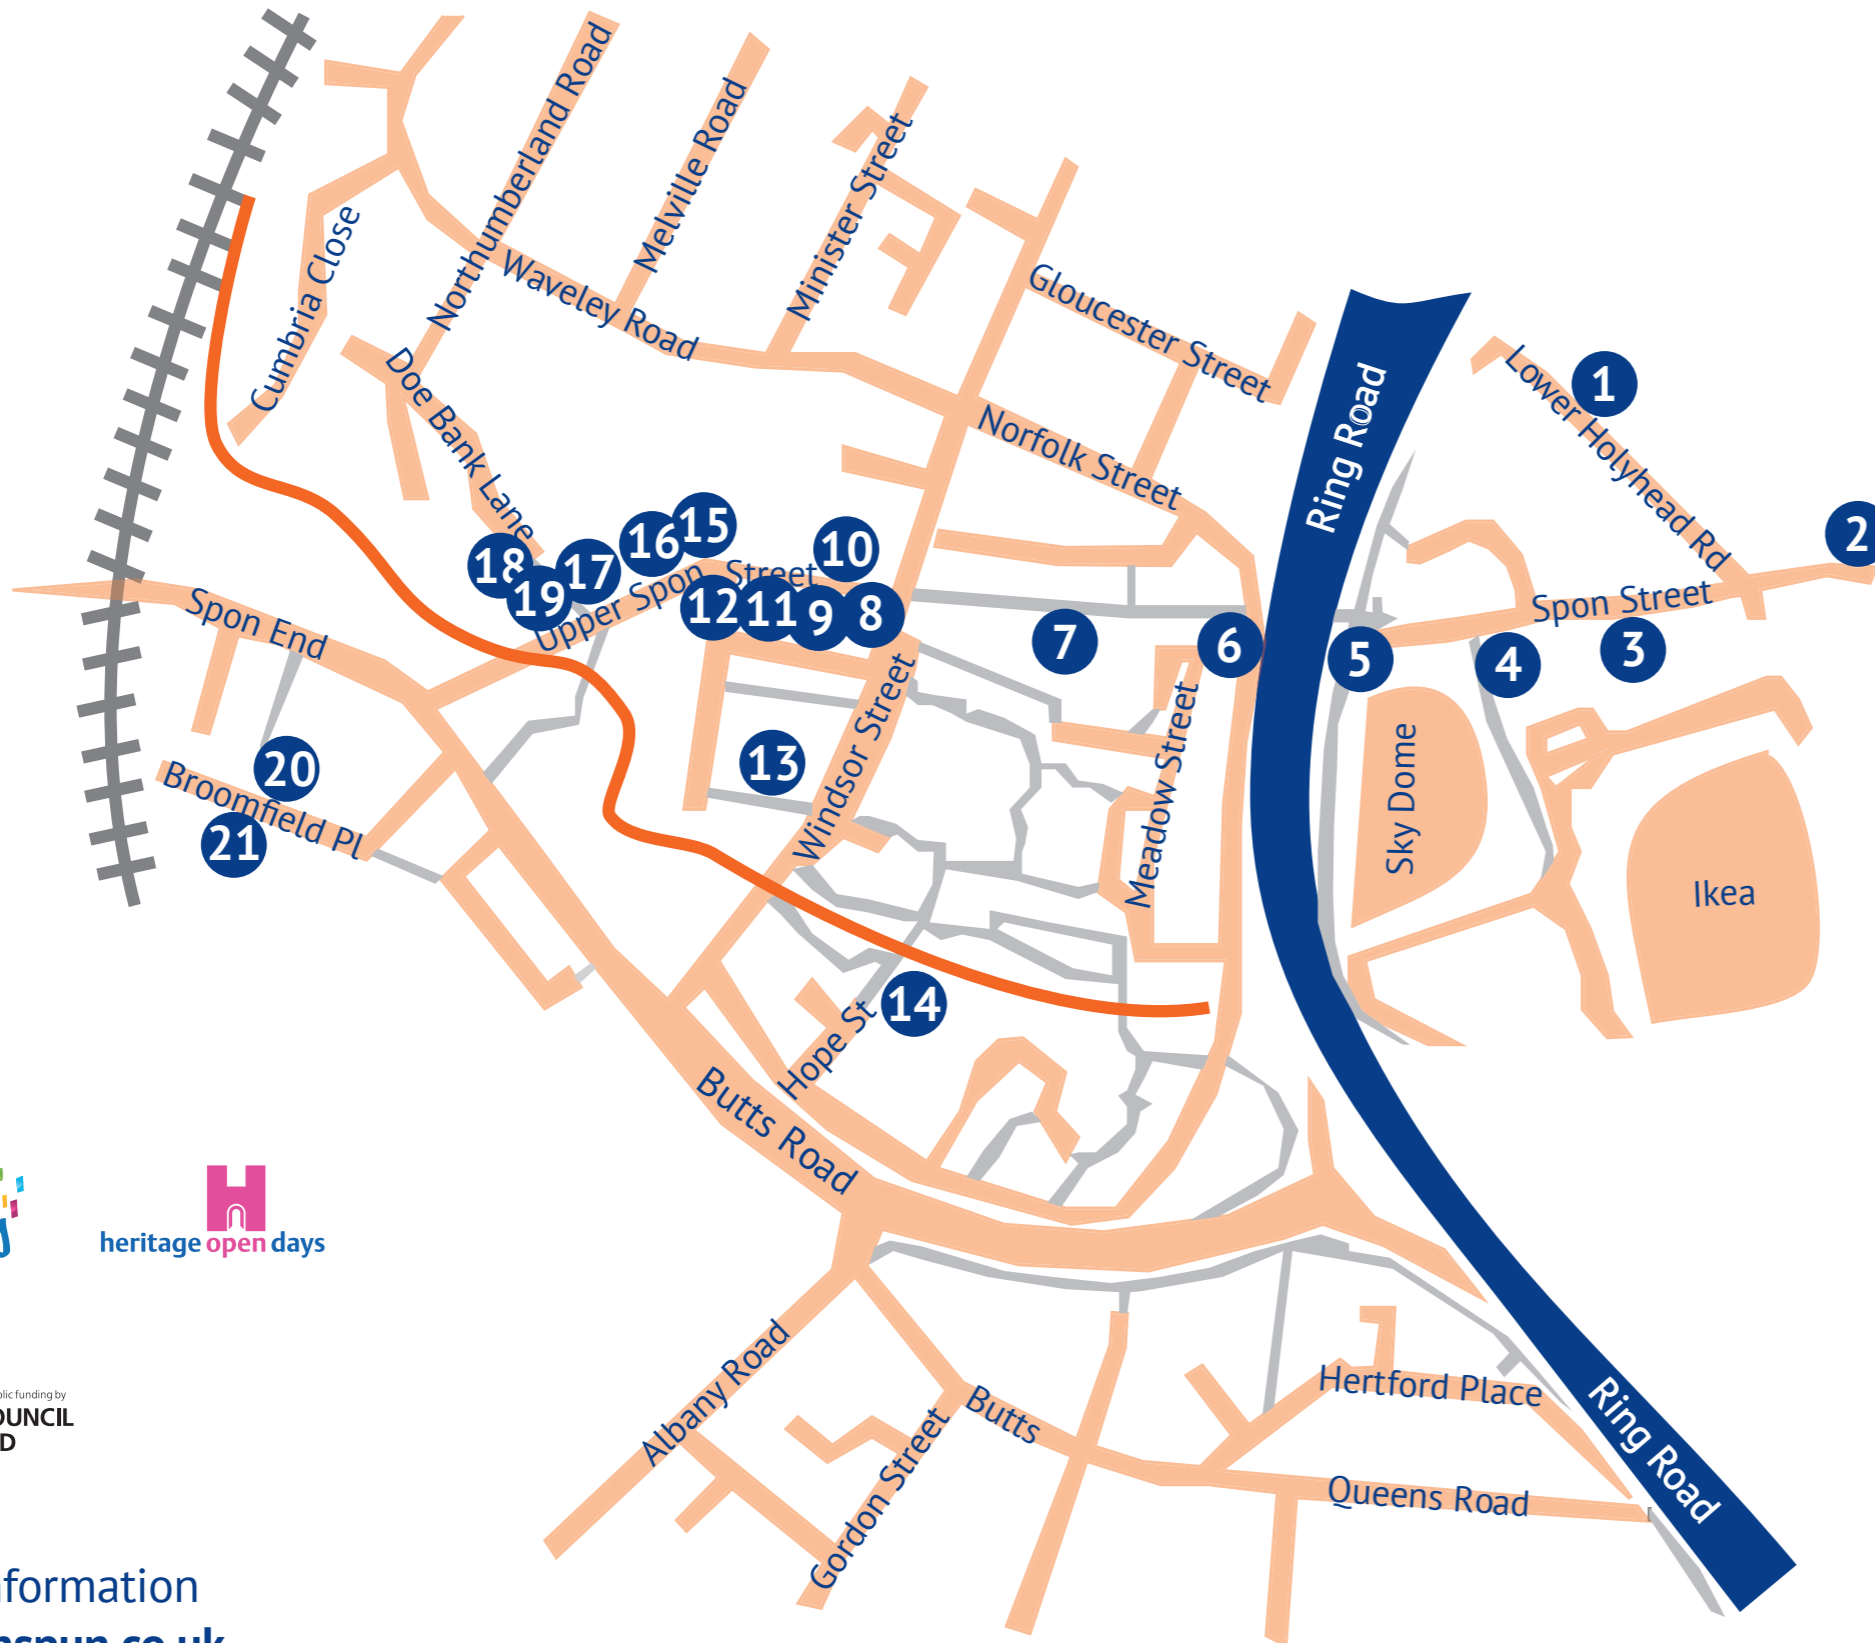 Northumberland Road
Melville Road
Minister Street
Cumbria Close
Waveley Road
Gloucester Street
Ring Road
Lower Holyhead Rd
1
Doe Bank Lane
Norfolk Street
2
15
16
10
18
17
19
Upper Spon Street
12
11
9
8
7
6
5
4
3
Spon Street
Spon End
20
Broomfield Pl
21
13
Windsor Street
Meadow Street
Sky Dome
Ikea
14
Hope St
Butts Road
heritage open days
Albany Road
Gordon Street
Butts
Hertford Place
Queens Road
Ring Road
funding by